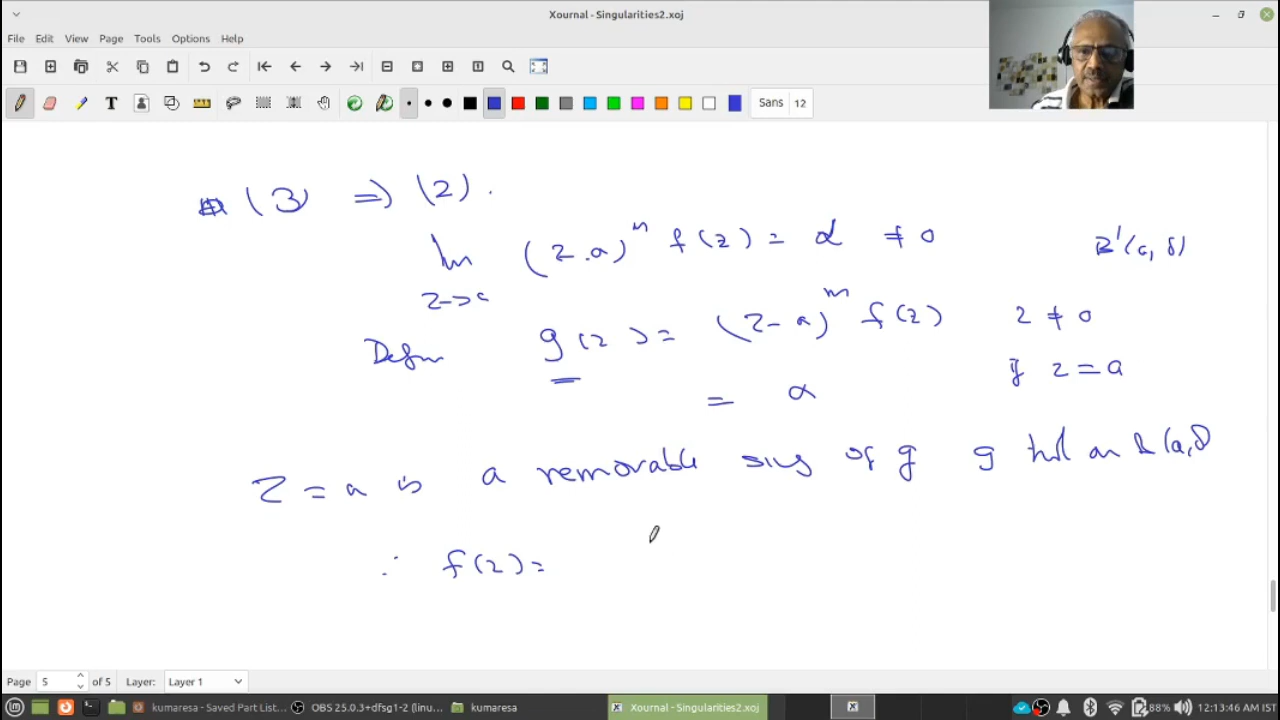 Xournal - Singularities2.xoj
File Edit View Page Tools Options Help
Sans 12
(3) => (2).
lim z->a (z-a)^m f(z) = α ≠ 0 B'(a, δ)
Define g(z) = (z-a)^m f(z) z ≠ 0
= α if z = a
z = a is a removable sing of g g hol on B(a, δ)
∴ f(z) =
Page 5 of 5 Layer: Layer 1
kumaresa - Saved Part List... OBS 25.0.3+dfsg1-2 (linu... kumaresa Xournal - Singularities2.xoj 88% 12:13:46 AM IST